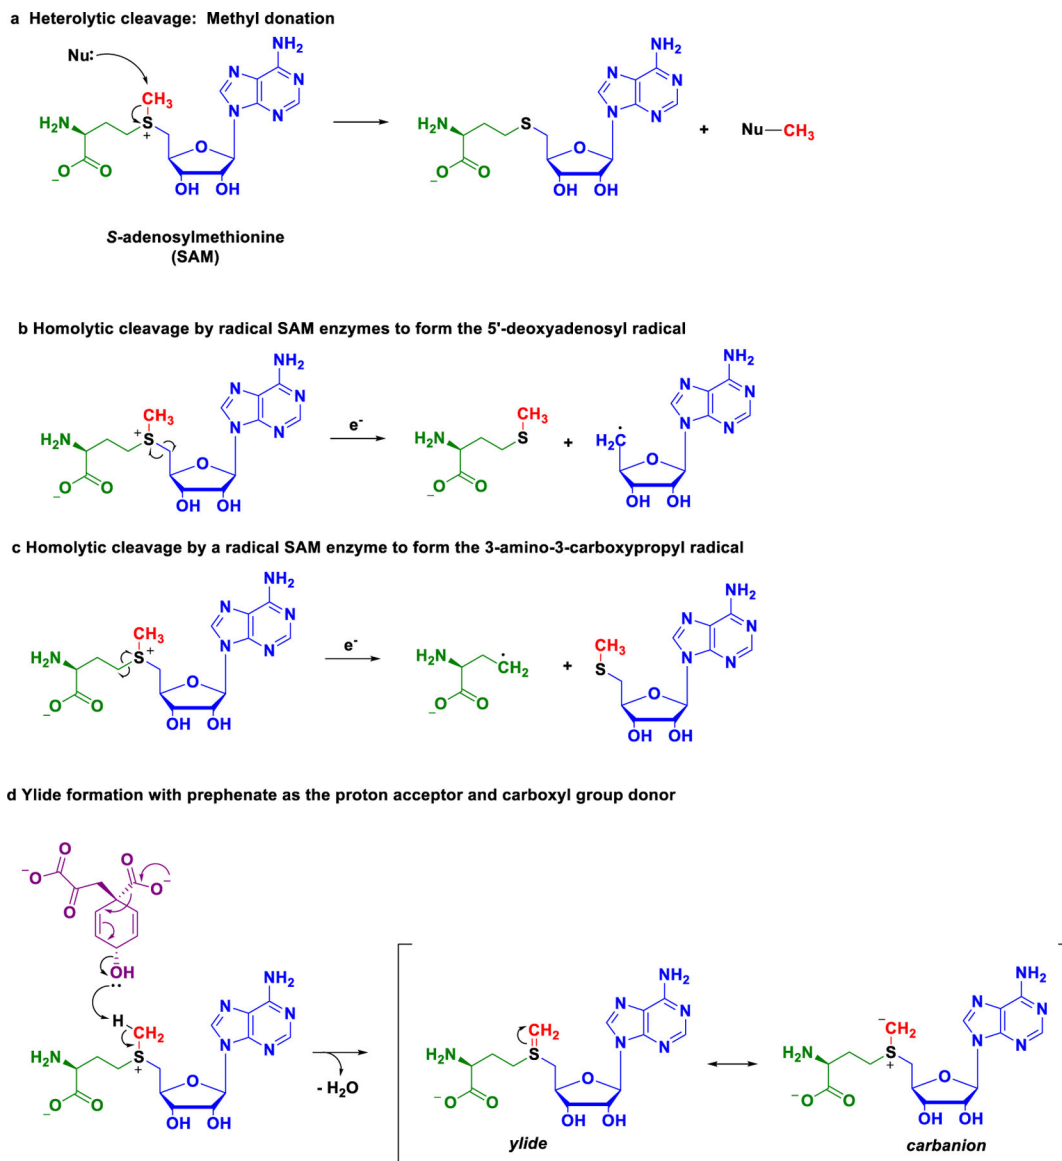 a Heterolytic cleavage: Methyl donation
Nu:
CH3
H2N
S
+
O
−O
O
OH OH
NH2
N
N
N
N
H2N
S
O
−O
O
OH OH
NH2
N
N
N
N
+
Nu—CH3
S-adenosylmethionine
(SAM)
b Homolytic cleavage by radical SAM enzymes to form the 5'-deoxyadenosyl radical
CH3
H2N
+
S
O
−O
O
OH OH
NH2
N
N
N
N
e-
CH3
H2N
S
−O
O
+
H2C·
O
OH OH
NH2
N
N
N
N
c Homolytic cleavage by a radical SAM enzyme to form the 3-amino-3-carboxypropyl radical
CH3
H2N
S
+
O
−O
O
OH OH
NH2
N
N
N
N
e-
H2N
·CH2
−O
O
+
CH3
S
O
OH OH
NH2
N
N
N
N
d Ylide formation with prephenate as the proton acceptor and carboxyl group donor
O
−O
O
O
O−
OH
··
H
CH2
H2N
S
+
O
−O
O
OH OH
NH2
N
N
N
N
- H2O
CH2
H2N
S
O
−O
O
OH OH
NH2
N
N
N
N
ylide
−
CH2
H2N
S
+
O
−O
O
OH OH
NH2
N
N
N
N
carbanion